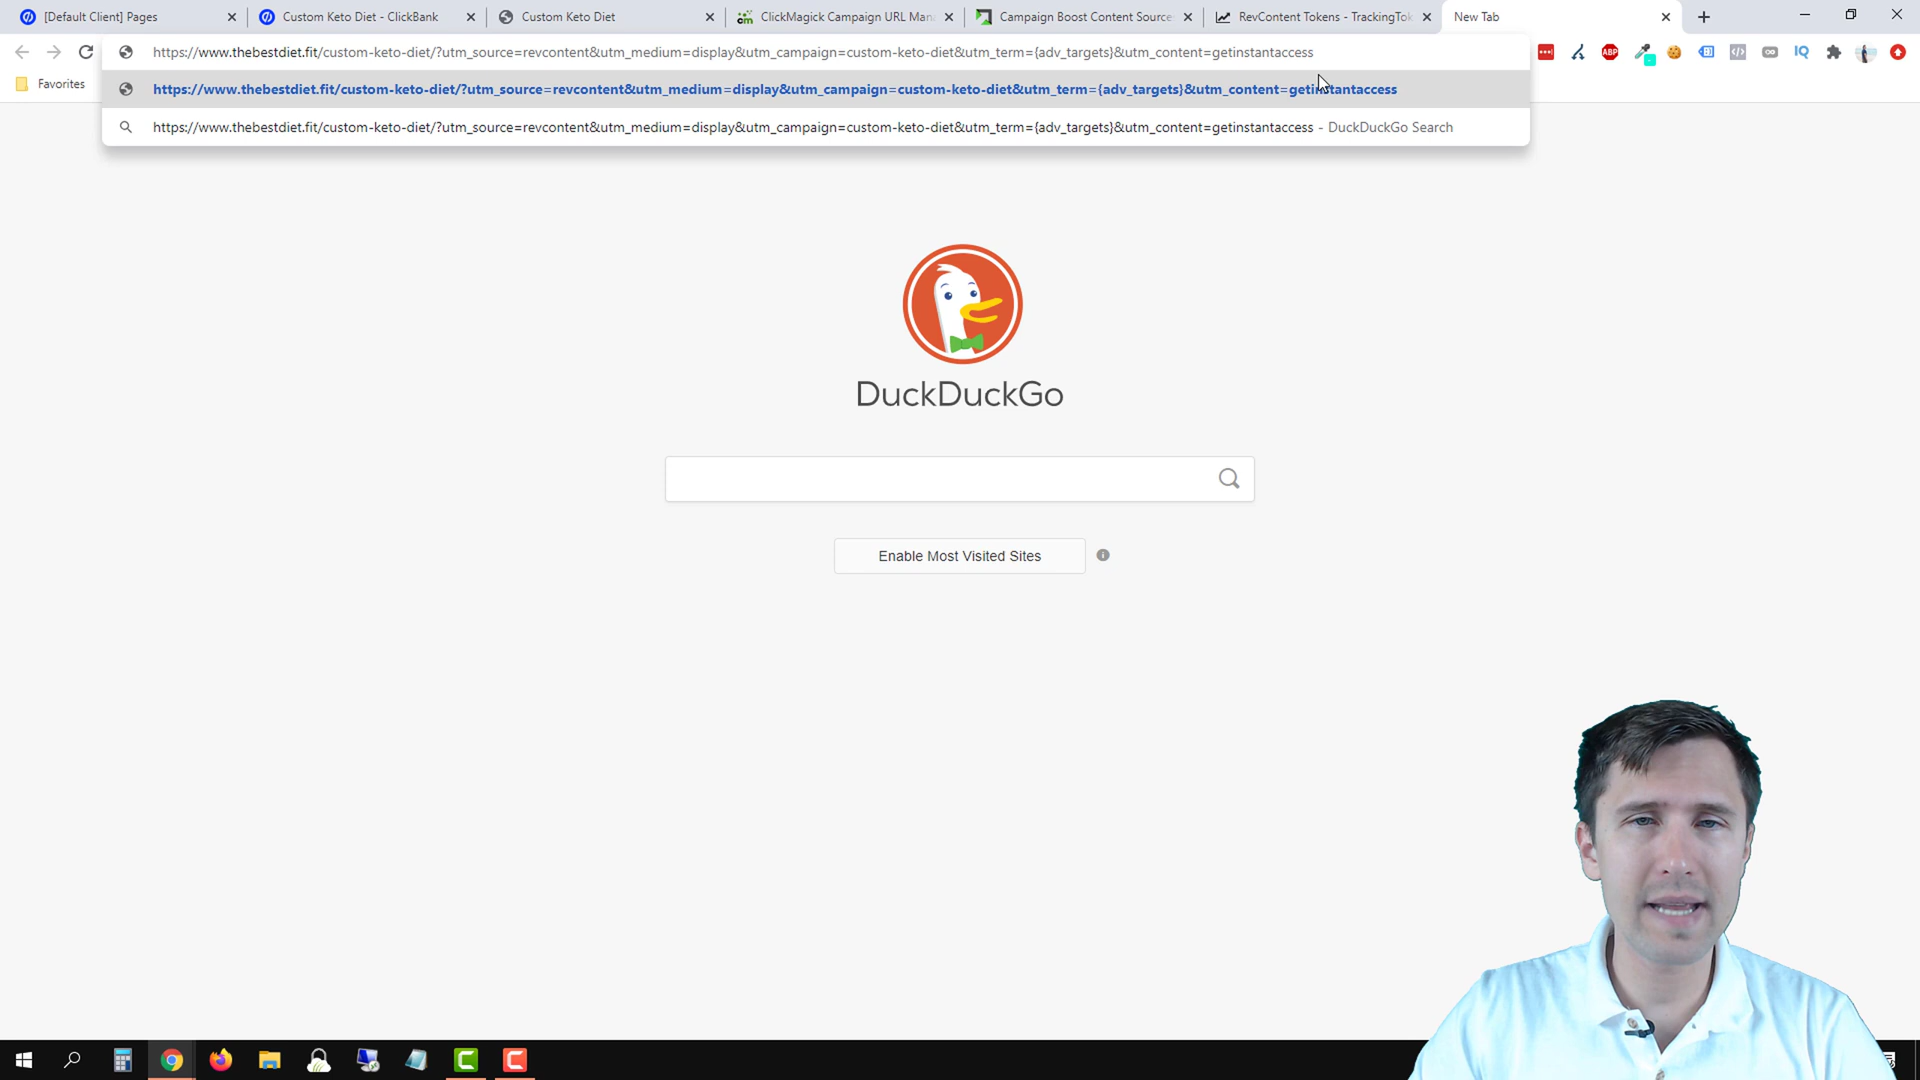 [Default Client] Pages
Custom Keto Diet - ClickBank
Custom Keto Diet
ClickMagick Campaign URL Man
Campaign Boost Content Source
RevContent Tokens - TrackingTok
New Tab
https://www.thebestdiet.fit/custom-keto-diet/?utm_source=revcontent&utm_medium=display&utm_campaign=custom-keto-diet&utm_term={adv_targets}&utm_content=getinstantaccess
ABP
IQ
Favorites
https://www.thebestdiet.fit/custom-keto-diet/?utm_source=revcontent&utm_medium=display&utm_campaign=custom-keto-diet&utm_term={adv_targets}&utm_content=getinstantaccess
https://www.thebestdiet.fit/custom-keto-diet/?utm_source=revcontent&utm_medium=display&utm_campaign=custom-keto-diet&utm_term={adv_targets}&utm_content=getinstantaccess - DuckDuckGo Search
DuckDuckGo
Enable Most Visited Sites